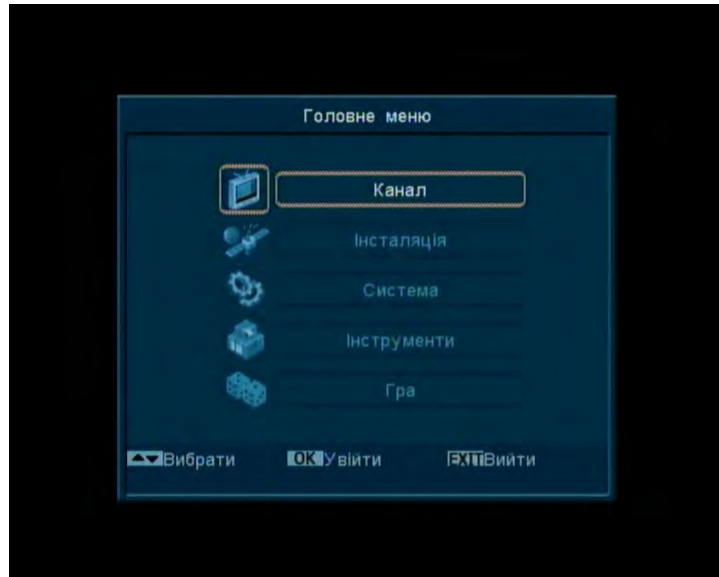 Головне меню
Канал
Інсталяція
Система
Інструменти
Гра
Вибрати OK Увійти EXIT Вийти